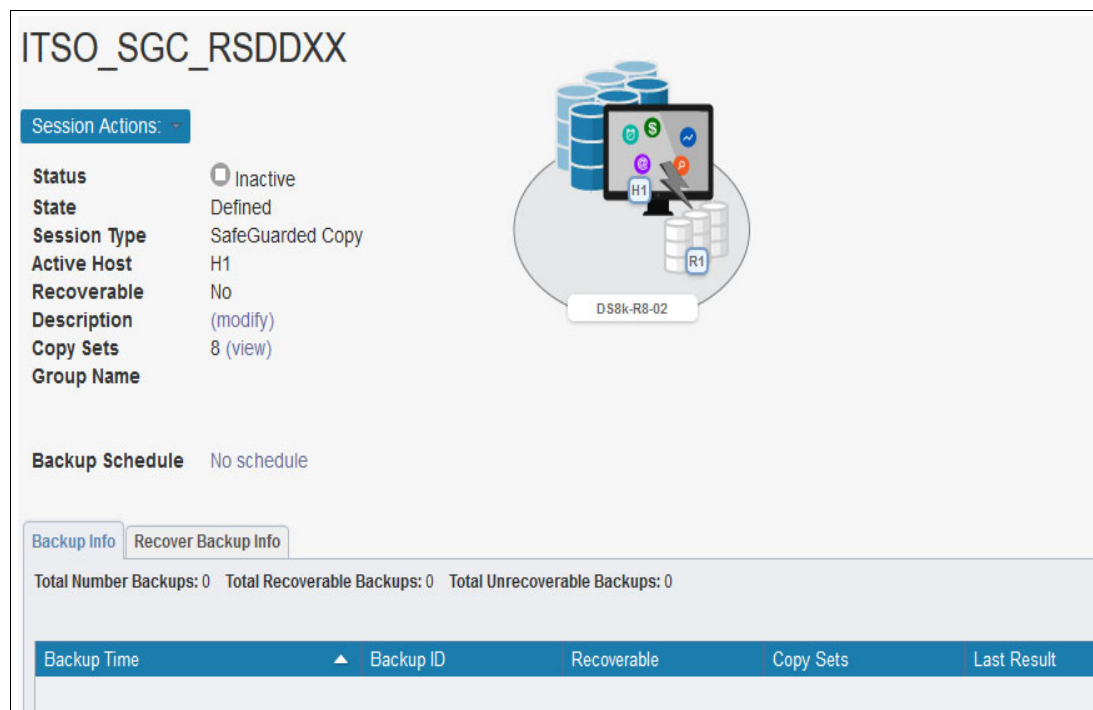 ITSO_SGC_RSDDXX
Session Actions:
Status Inactive
State Defined
Session Type SafeGuarded Copy
Active Host H1
Recoverable No
Description (modify)
Copy Sets 8 (view)
Group Name
Backup Schedule No schedule
$
H1
R1
DS8k-R8-02
Backup Info Recover Backup Info
Total Number Backups: 0 Total Recoverable Backups: 0 Total Unrecoverable Backups: 0
Backup Time Backup ID Recoverable Copy Sets Last Result